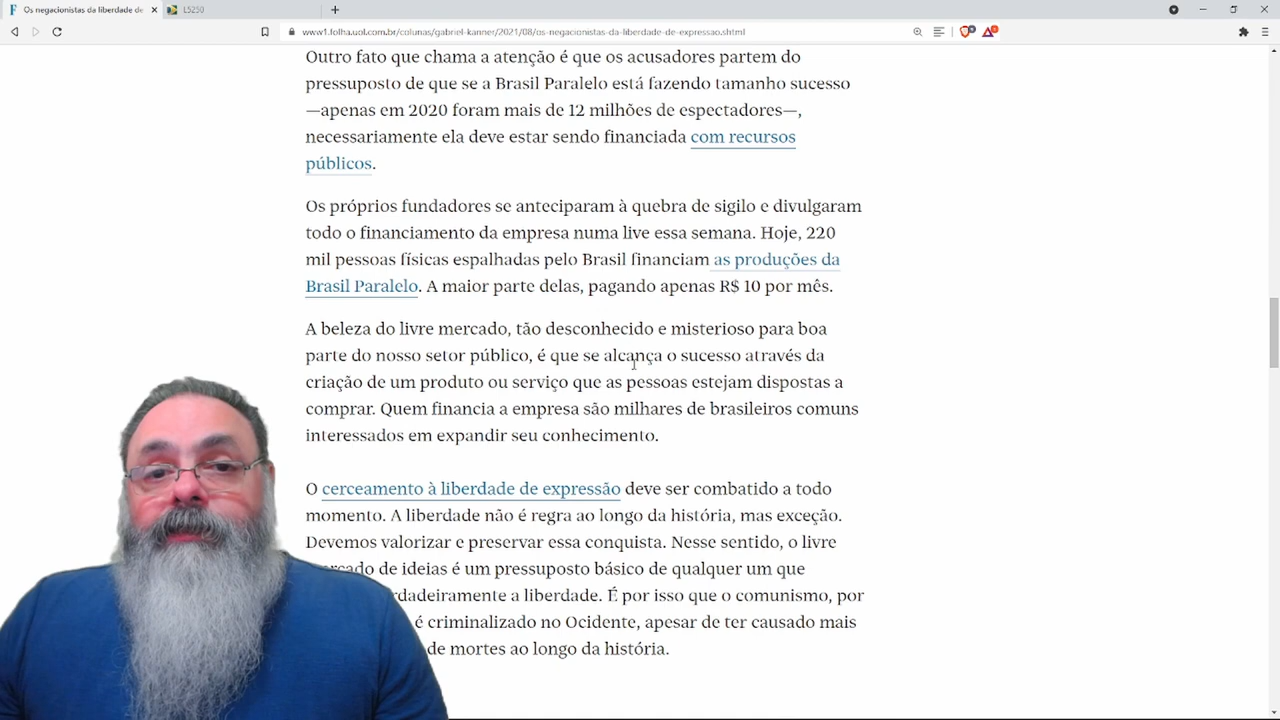 Os negacionistas da liberdade de
L5250
www1.folha.uol.com.br/colunas/gabriel-kanner/2021/08/os-negacionistas-da-liberdade-de-expressao.shtml
Outro fato que chama a atenção é que os acusadores partem do
pressuposto de que se a Brasil Paralelo está fazendo tamanho sucesso
—apenas em 2020 foram mais de 12 milhões de espectadores—,
necessariamente ela deve estar sendo financiada com recursos
públicos.
Os próprios fundadores se anteciparam à quebra de sigilo e divulgaram
todo o financiamento da empresa numa live essa semana. Hoje, 220
mil pessoas físicas espalhadas pelo Brasil financiam as produções da
Brasil Paralelo. A maior parte delas, pagando apenas R$ 10 por mês.
A beleza do livre mercado, tão desconhecido e misterioso para boa
parte do nosso setor público, é que se alcança o sucesso através da
criação de um produto ou serviço que as pessoas estejam dispostas a
comprar. Quem financia a empresa são milhares de brasileiros comuns
interessados em expandir seu conhecimento.
O cerceamento à liberdade de expressão deve ser combatido a todo
momento. A liberdade não é regra ao longo da história, mas exceção.
Devemos valorizar e preservar essa conquista. Nesse sentido, o livre
de ideias é um pressuposto básico de qualquer um que
a liberdade. É por isso que o comunismo, por
é criminalizado no Ocidente, apesar de ter causado mais
de mortes ao longo da história.